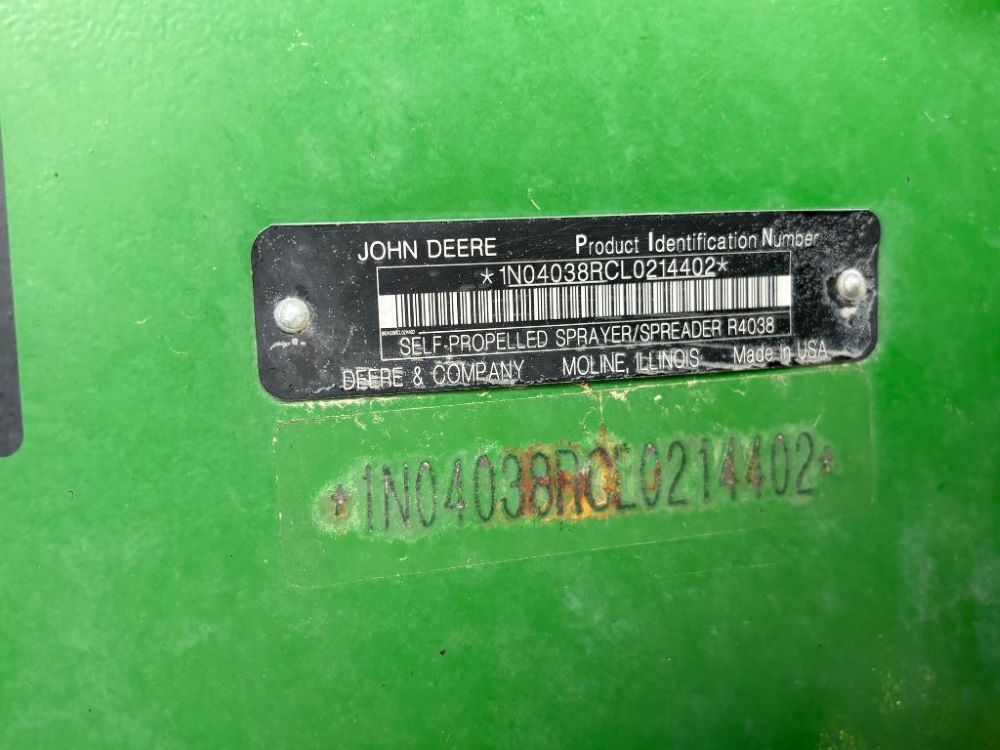 JOHN DEERE Product Identification Number
*1N04038RCL0214402*
SELF-PROPELLED SPRAYER/SPREADER R4038
DEERE & COMPANY MOLINE, ILLINOIS Made in USA
*1N04038RCL0214402*